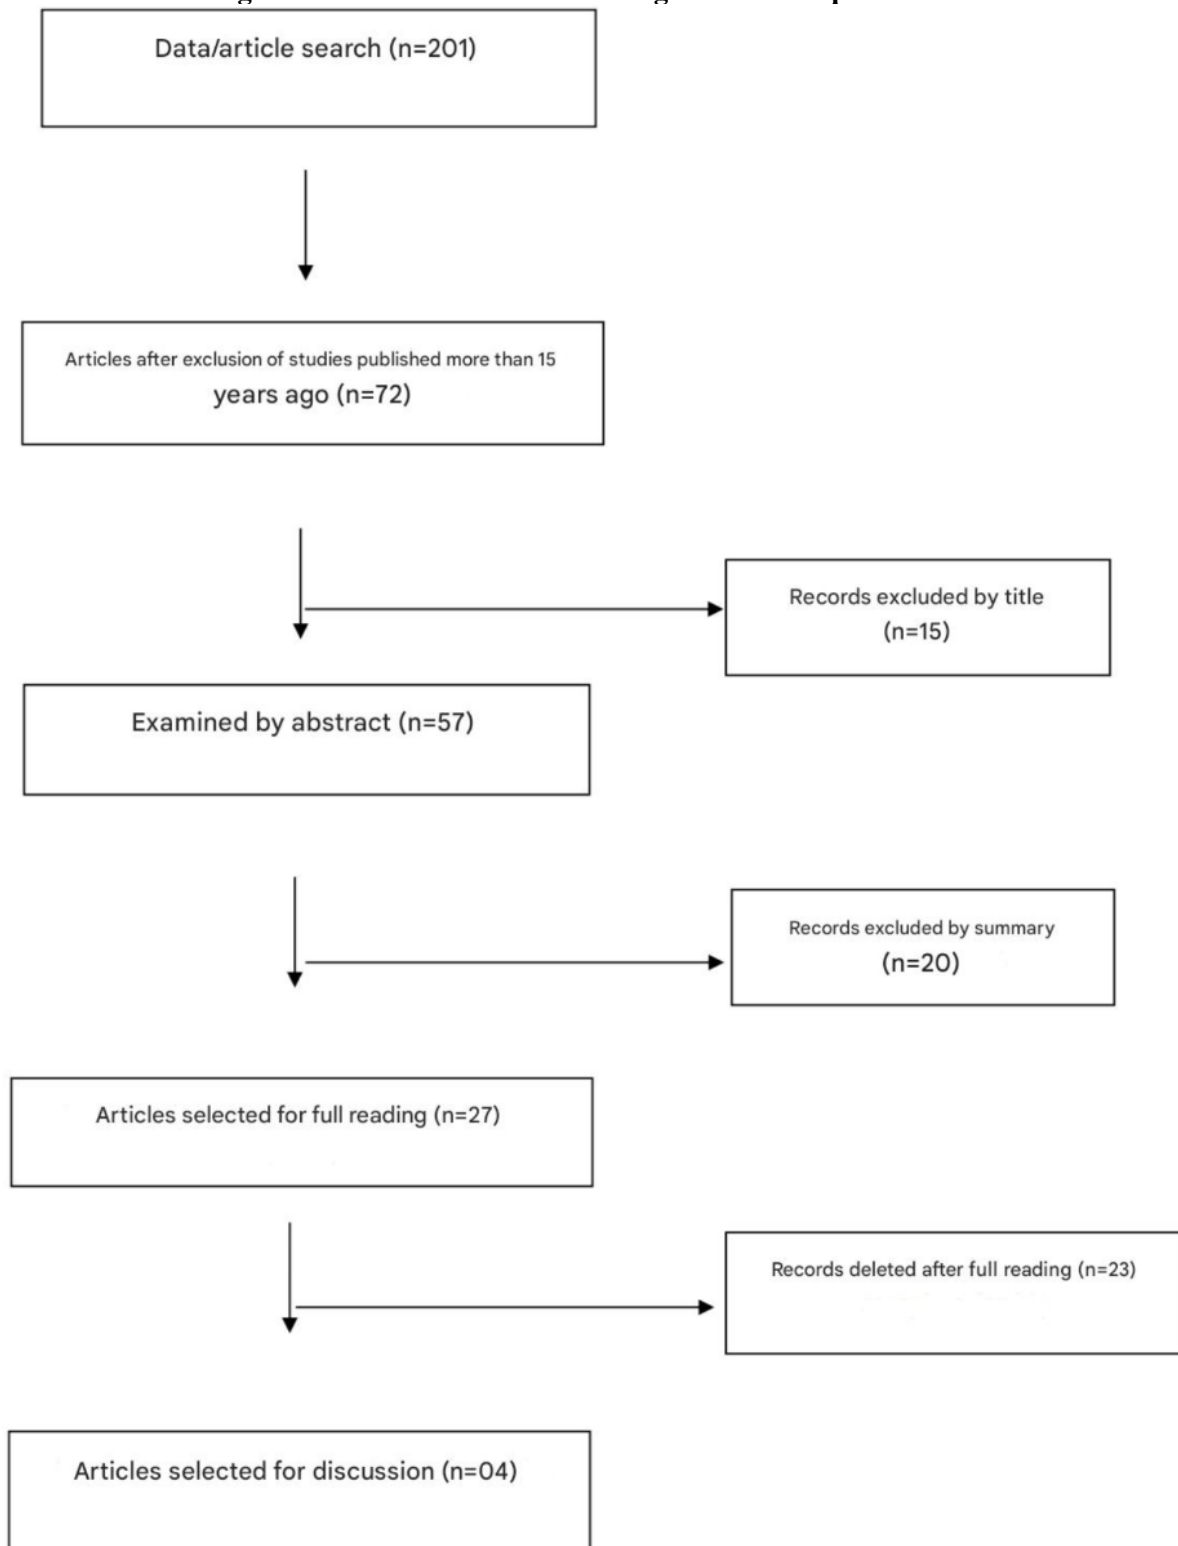 Data/article search (n=201)
Articles after exclusion of studies published more than 15
years ago (n=72)
Records excluded by title
(n=15)
Examined by abstract (n=57)
Records excluded by summary
(n=20)
Articles selected for full reading (n=27)
Records deleted after full reading (n=23)
Articles selected for discussion (n=04)